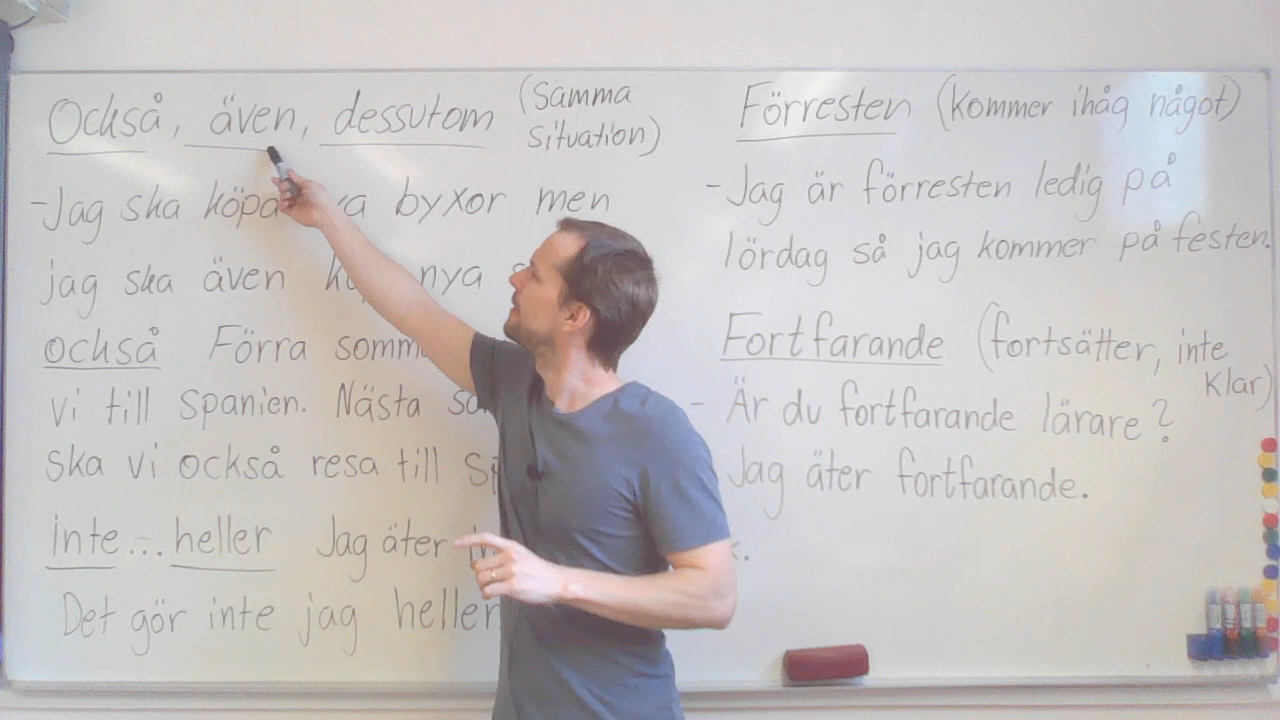 Också, även, dessutom (samma
situation)
- Jag ska köpa byxor men
jag ska även nya
också Förra
vi till Spanien. Nästa
ska vi också resa till
inte... heller Jag äter
Det gör inte jag heller
Förresten (kommer ihåg något)
- Jag är förresten ledig på
lördag så jag kommer på festen.
Fortfarande (fortsätter, inte
klar)
- Är du fortfarande lärare?
Jag äter fortfarande.